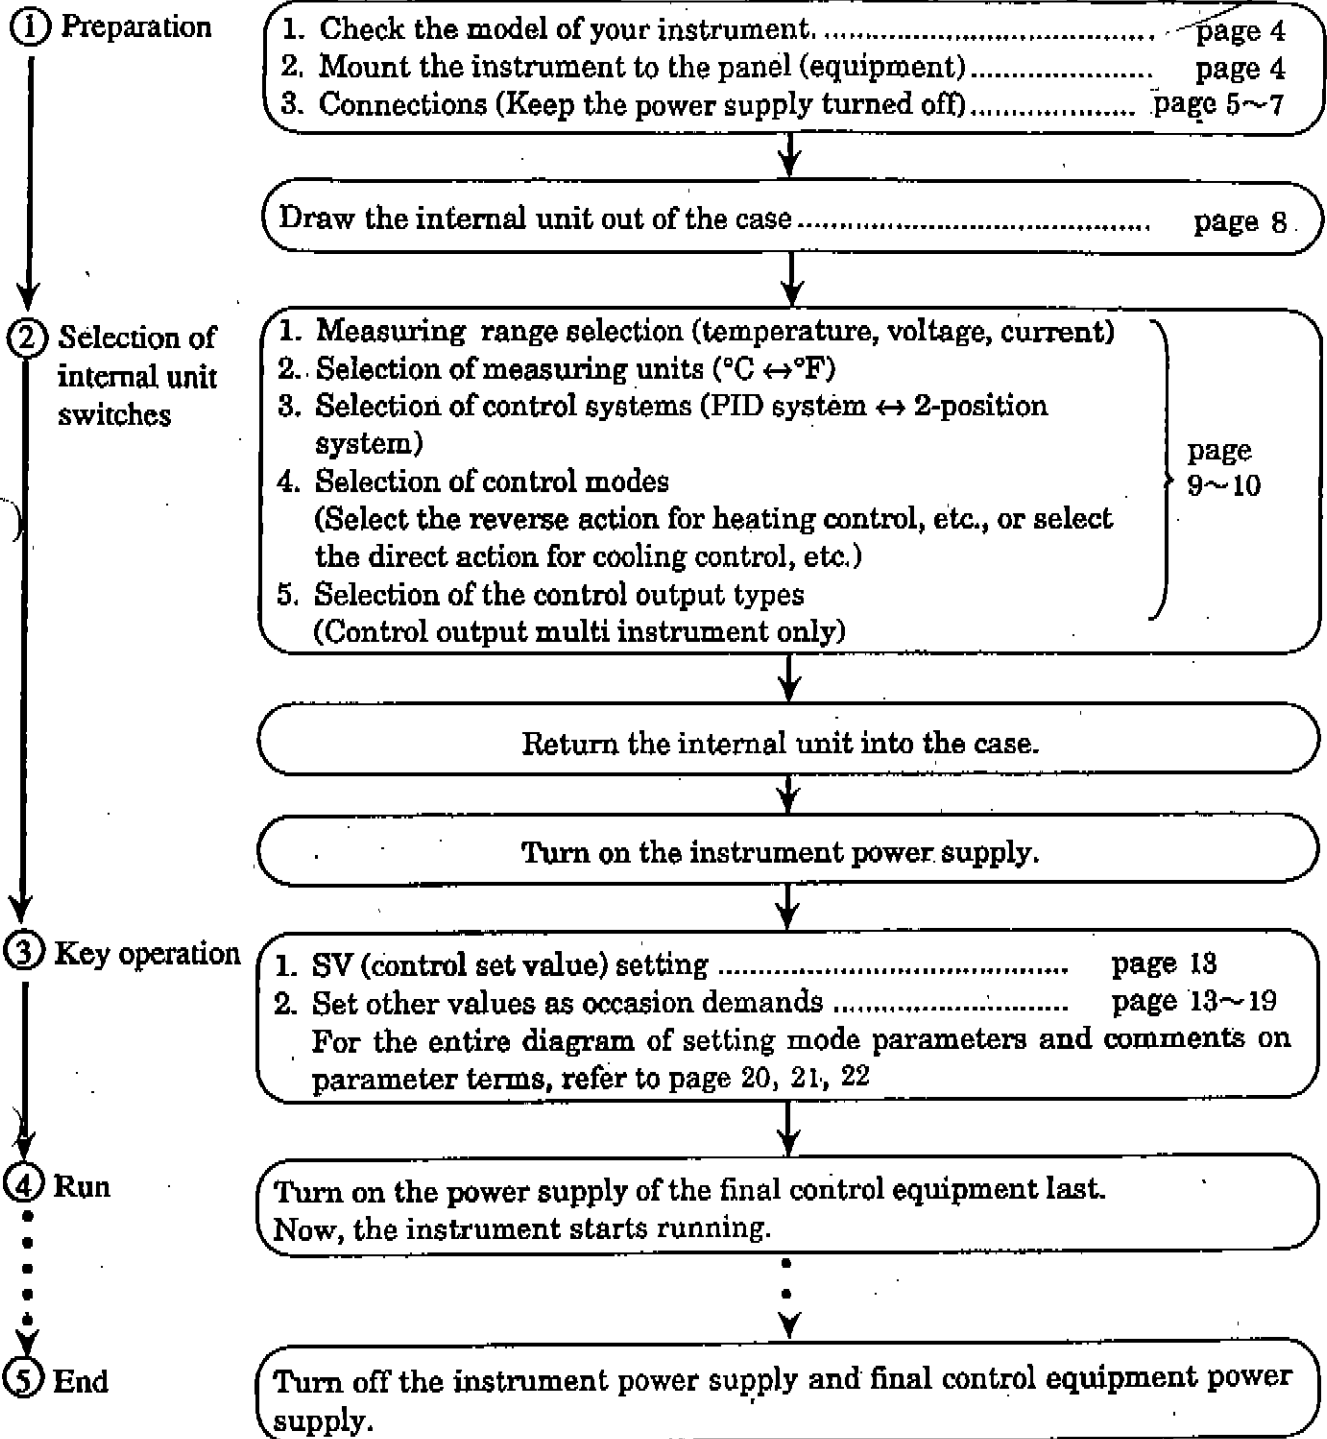 ① Preparation
1. Check the model of your instrument. ........................................ page 4
2. Mount the instrument to the panel (equipment)...................... page 4
3. Connections (Keep the power supply turned off).................... page 5~7
Draw the internal unit out of the case.......................................... page 8
② Selection of
internal unit
switches
1. Measuring range selection (temperature, voltage, current)
2. Selection of measuring units (°C ↔°F)
3. Selection of control systems (PID system ↔ 2-position
system)
4. Selection of control modes
(Select the reverse action for heating control, etc., or select
the direct action for cooling control, etc.)
5. Selection of the control output types
(Control output multi instrument only)
page
9~10
Return the internal unit into the case.
Turn on the instrument power supply.
③ Key operation
1. SV (control set value) setting .......................................... page 13
2. Set other values as occasion demands ............................ page 13~19
For the entire diagram of setting mode parameters and comments on
parameter terms, refer to page 20, 21, 22
④ Run
Turn on the power supply of the final control equipment last.
Now, the instrument starts running.
⑤ End
Turn off the instrument power supply and final control equipment power
supply.